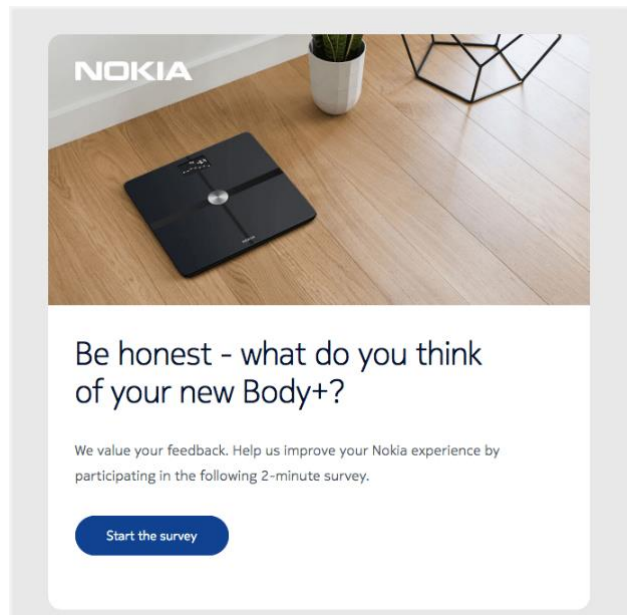 NOKIA
Be honest - what do you think
of your new Body+?
We value your feedback. Help us improve your Nokia experience by
participating in the following 2-minute survey.
Start the survey